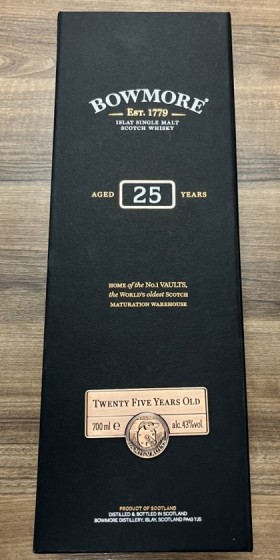 BOWMORE
EST. 1779
ISLAY SINGLE MALT
SCOTCH WHISKY
AGED 25 YEARS
HOME of the No.1 VAULTS,
the WORLD'S oldest SCOTCH
MATURATION WAREHOUSE
TWENTY FIVE YEARS OLD
700ml e alc.43%vol.
PRODUCT OF SCOTLAND
DISTILLED & BOTTLED IN SCOTLAND
BOWMORE DISTILLERY, ISLAY, SCOTLAND PA43 7JS